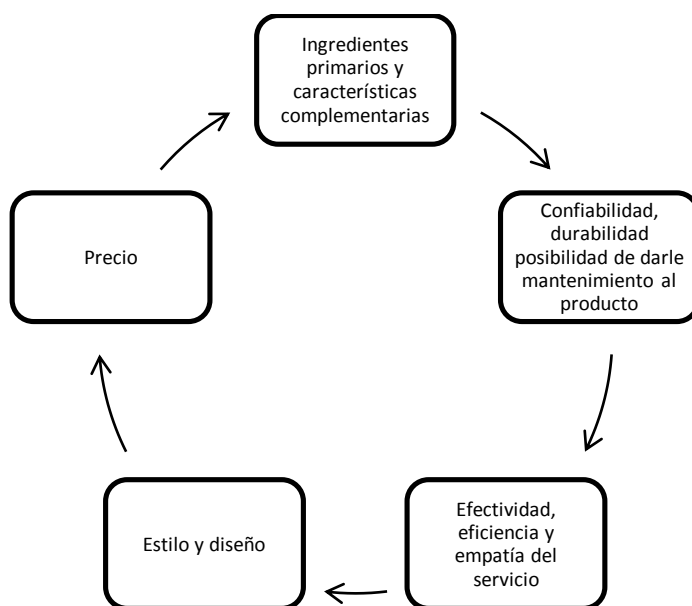 Ingredientes
primarios y
características
complementarias
Confiabilidad,
durabilidad
posibilidad de darle
mantenimiento al
producto
Efectividad,
eficiencia y
empatía del
servicio
Estilo y diseño
Precio